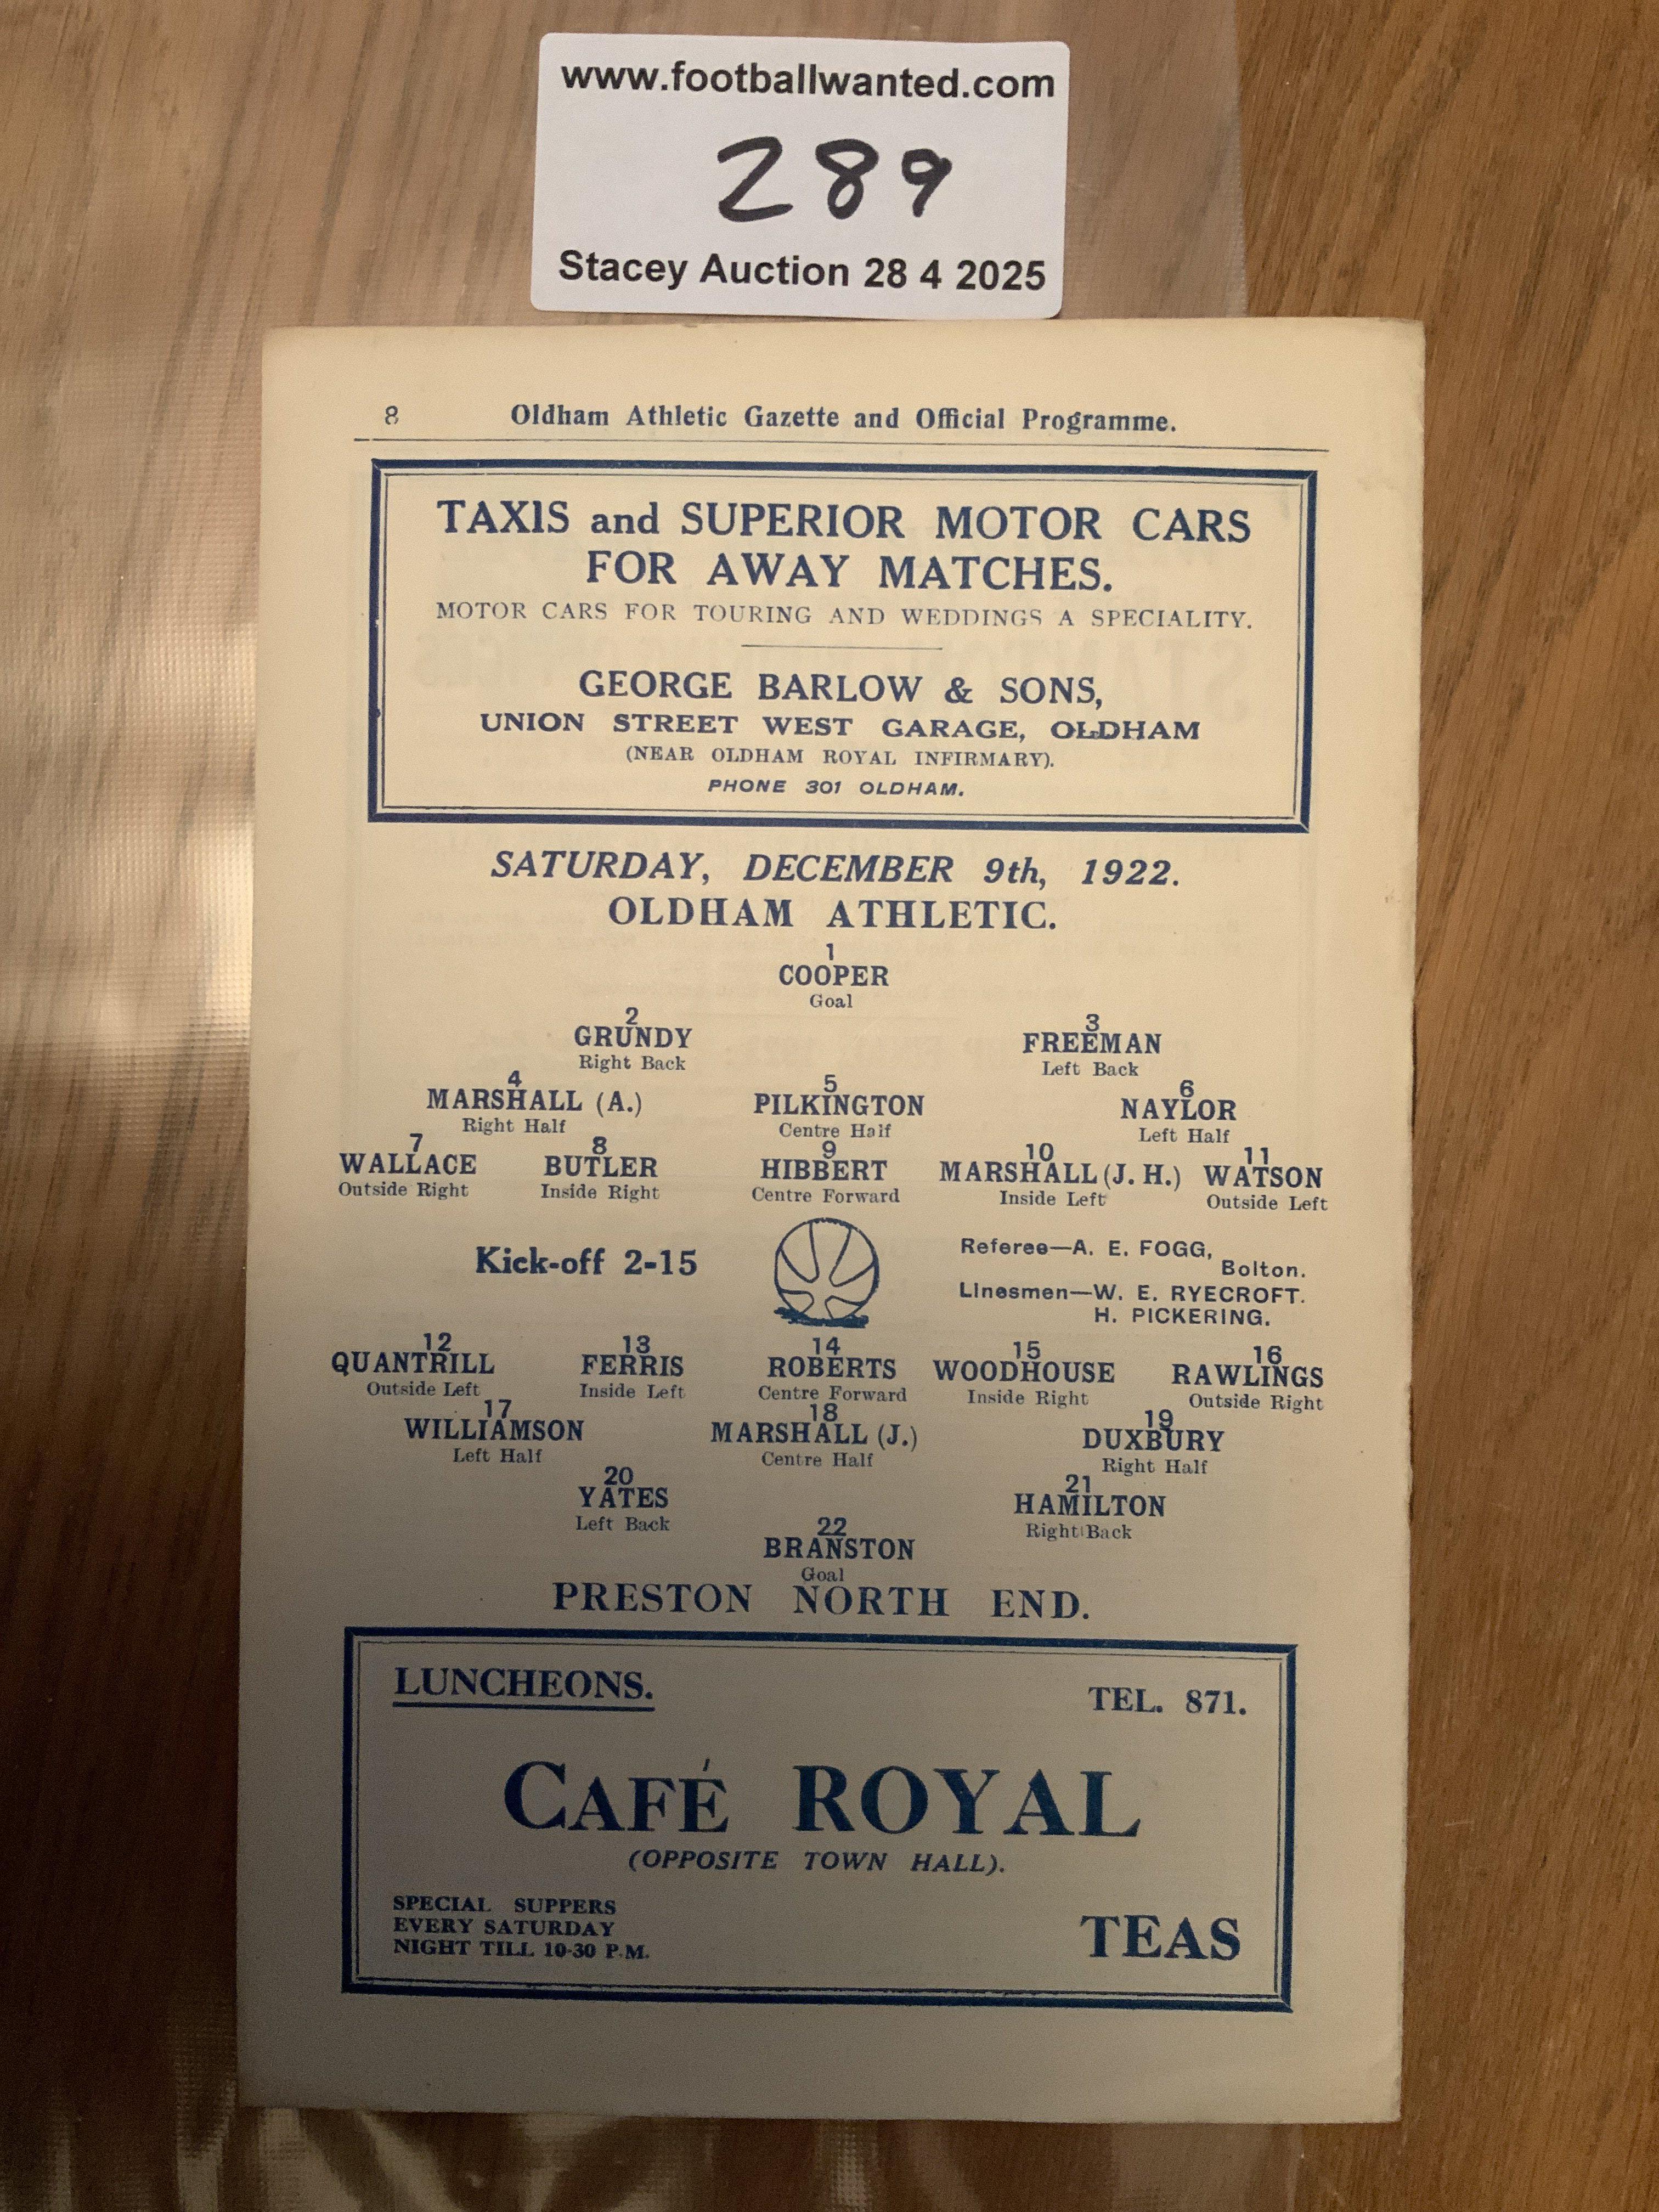 www.footballwanted.com
289
Stacey Auction 28 4 2025
8 Oldham Athletic Gazette and Official Programme.
TAXIS and SUPERIOR MOTOR CARS
FOR AWAY MATCHES.
MOTOR CARS FOR TOURING AND WEDDINGS A SPECIALITY.
GEORGE BARLOW & SONS,
UNION STREET WEST GARAGE, OLDHAM
(NEAR OLDHAM ROYAL INFIRMARY).
PHONE 301 OLDHAM.
SATURDAY, DECEMBER 9th, 1922.
OLDHAM ATHLETIC.
1
COOPER
Goal
2 3
GRUNDY FREEMAN
Right Back Left Back
4 5 6
MARSHALL (A.) PILKINGTON NAYLOR
Right Half Centre Half Left Half
7 8 9 10 11
WALLACE BUTLER HIBBERT MARSHALL (J. H.) WATSON
Outside Right Inside Right Centre Forward Inside Left Outside Left
Kick-off 2-15
Referee—A. E. FOGG,
Bolton.
Linesmen—W. E. RYECROFT.
H. PICKERING.
12 13 14 15 16
QUANTRILL FERRIS ROBERTS WOODHOUSE RAWLINGS
Outside Left Inside Left Centre Forward Inside Right Outside Right
17 18 19
WILLIAMSON MARSHALL (J.) DUXBURY
Left Half Centre Half Right Half
20 21
YATES HAMILTON
Left Back Right Back
22
BRANSTON
Goal
PRESTON NORTH END.
LUNCHEONS. TEL. 871.
CAFÉ ROYAL
(OPPOSITE TOWN HALL).
SPECIAL SUPPERS
EVERY SATURDAY
NIGHT TILL 10-30 P.M.
TEAS